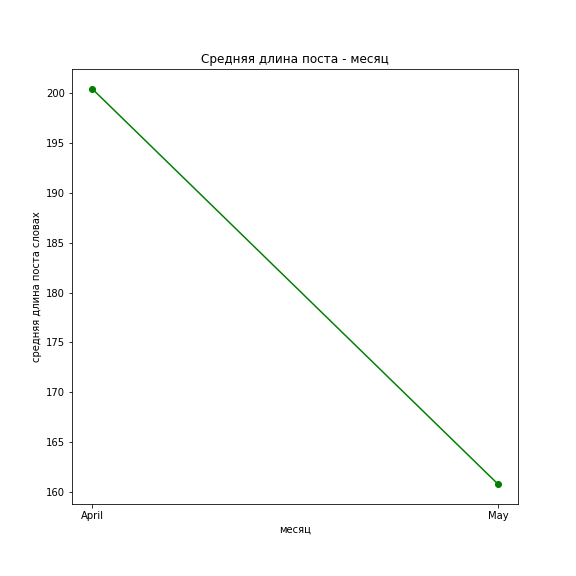 Средняя длина поста - месяц
200
195
190
185
180
175
170
165
160
средняя длина поста словах
April
May
месяц